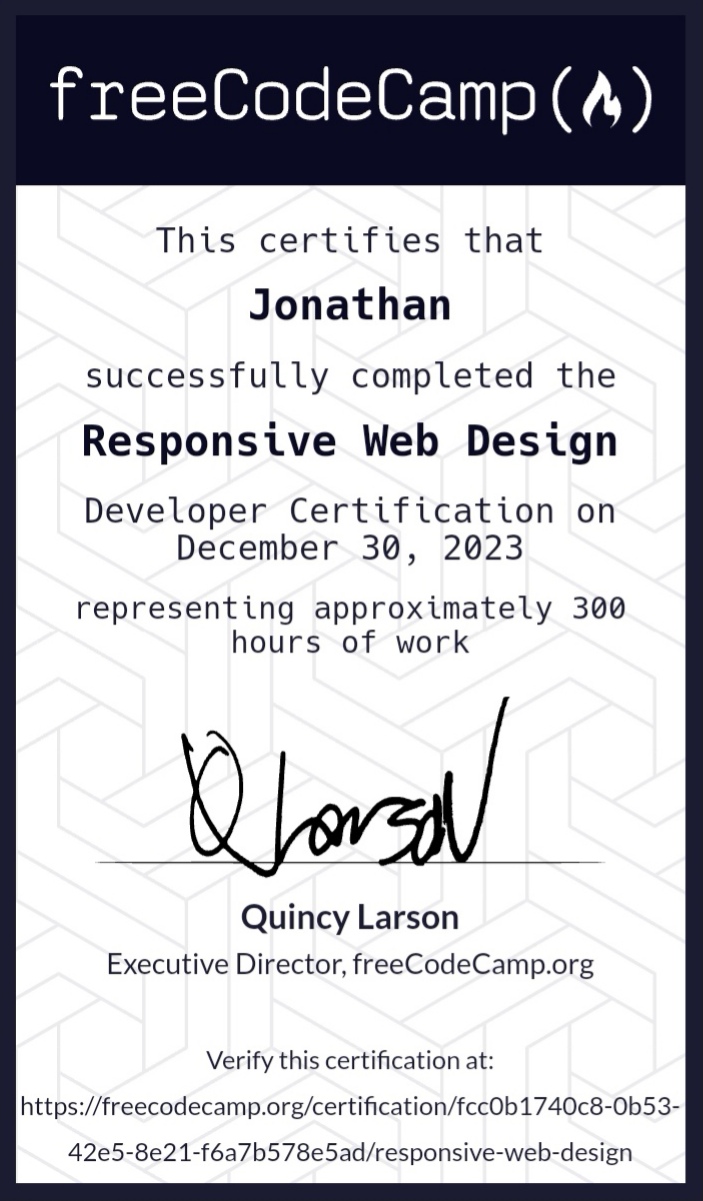 freeCodeCamp(🔥)
This certifies that
Jonathan
successfully completed the
Responsive Web Design
Developer Certification on
December 30, 2023
representing approximately 300
hours of work
Q Larson
Quincy Larson
Executive Director, freeCodeCamp.org
Verify this certification at:
https://freecodecamp.org/certification/fcc0b1740c8-0b53-
42e5-8e21-f6a7b578e5ad/responsive-web-design